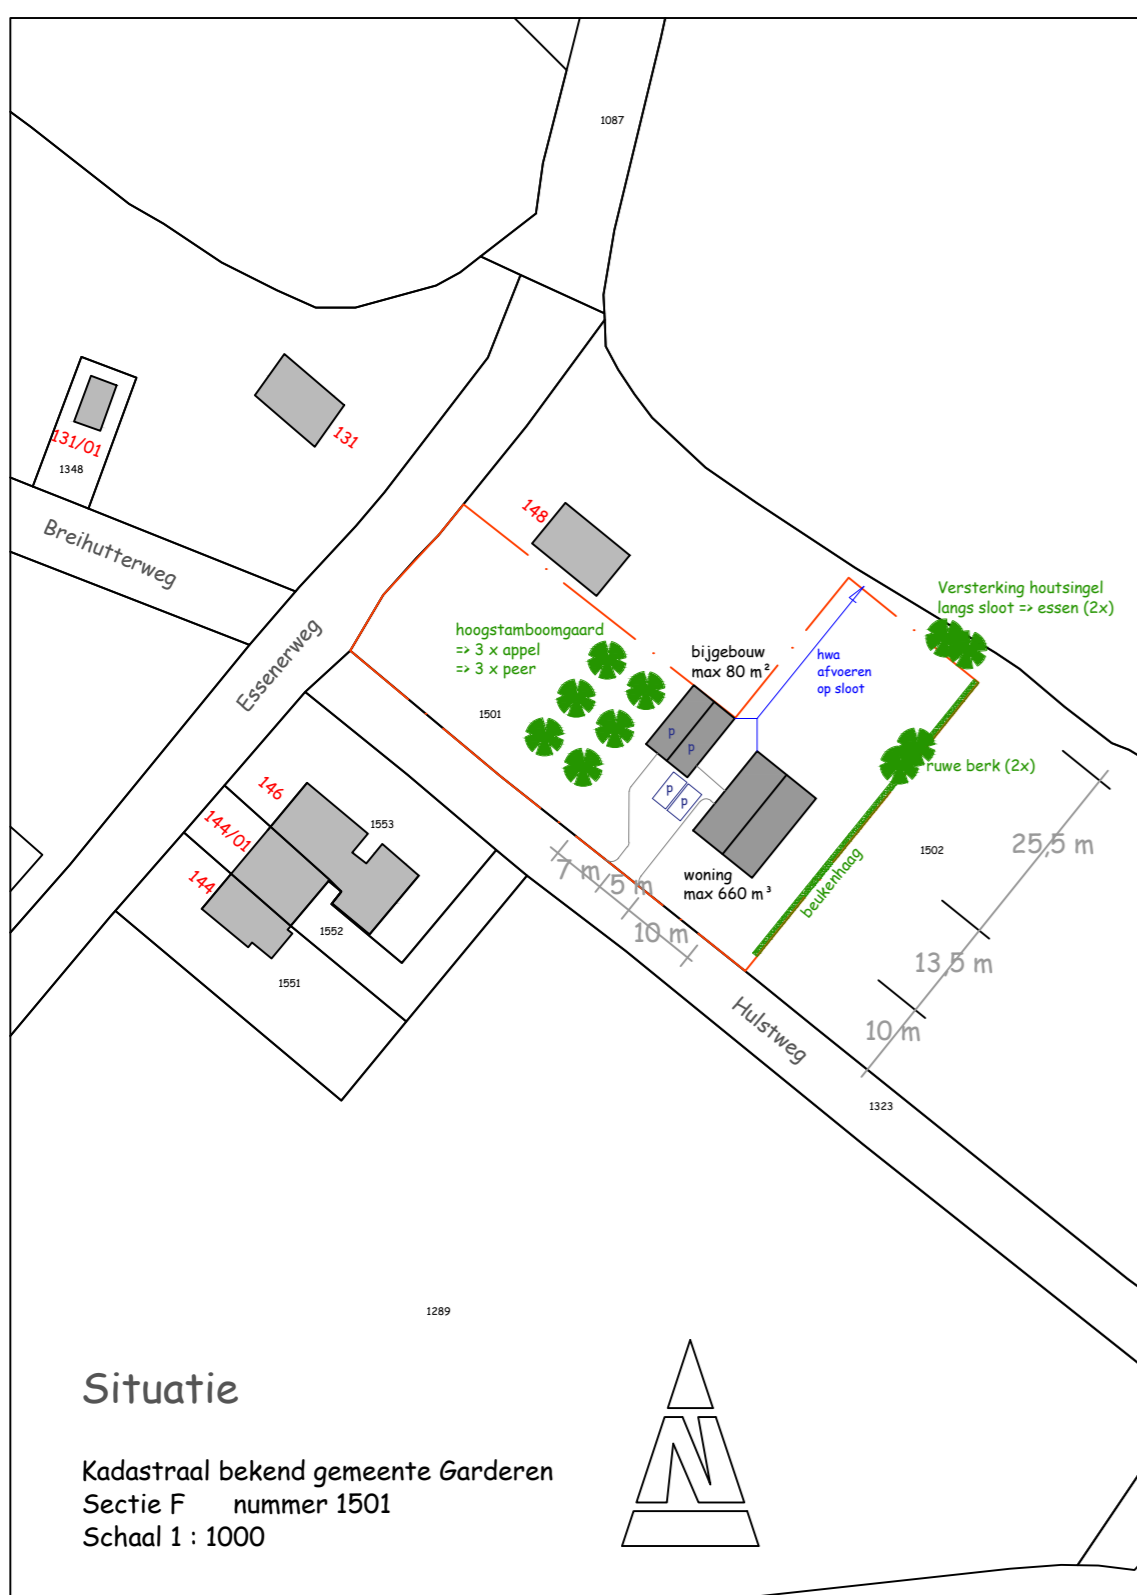 1087
131
131/01
1348
Breihutterweg
148
Essenerweg
Versterking houtsingel
langs sloot => essen (2x)
hoogstamboomgaard
=> 3 x appel
=> 3 x peer
bijgebouw
max 80 m²
hwa
afvoeren
op sloot
1501
p
p
p
p
ruwe berk (2x)
146
144/01
144
1553
1552
1551
woning
max 660 m³
beukenhaag
1502
25,5 m
13,5 m
10 m
7 m
5 m
10 m
Hulstweg
1323
1289
Situatie
Kadastraal bekend gemeente Garderen
Sectie F nummer 1501
Schaal 1 : 1000
N